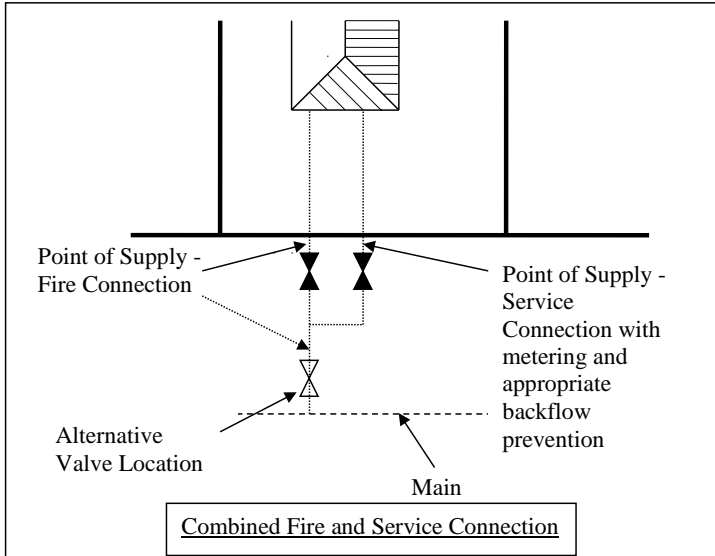 Point of Supply -
Fire Connection
Point of Supply -
Service
Connection with
metering and
appropriate
backflow
prevention
Alternative
Valve Location
Main
Combined Fire and Service Connection